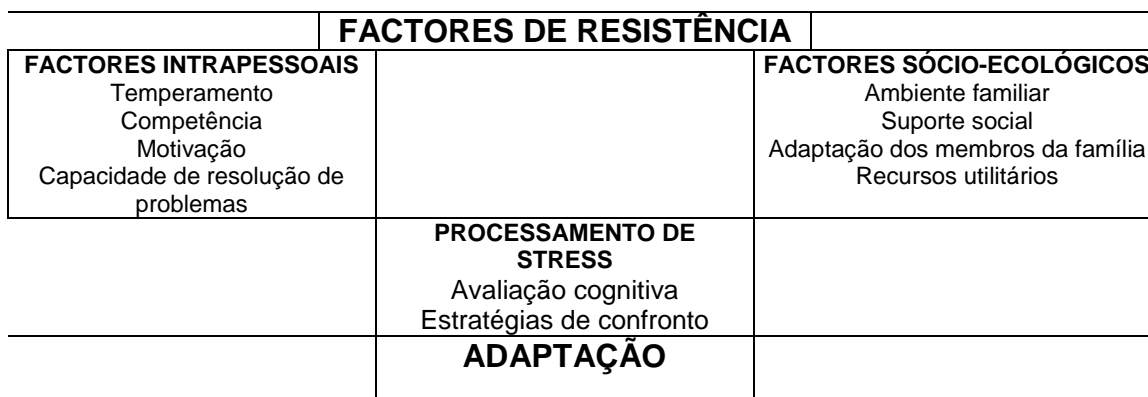 FACTORES DE RESISTÊNCIA
FACTORES INTRAPESSOAIS
Temperamento
Competência
Motivação
Capacidade de resolução de
problemas
FACTORES SÓCIO-ECOLÓGICOS
Ambiente familiar
Suporte social
Adaptação dos membros da família
Recursos utilitários
PROCESSAMENTO DE
STRESS
Avaliação cognitiva
Estratégias de confronto
ADAPTAÇÃO